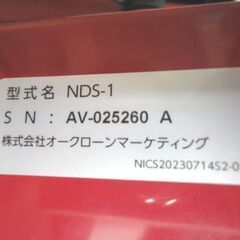 型式名 NDS-1
S N : AV-025260 A
株式会社オークローンマーケティング
NICS20230714S2-0